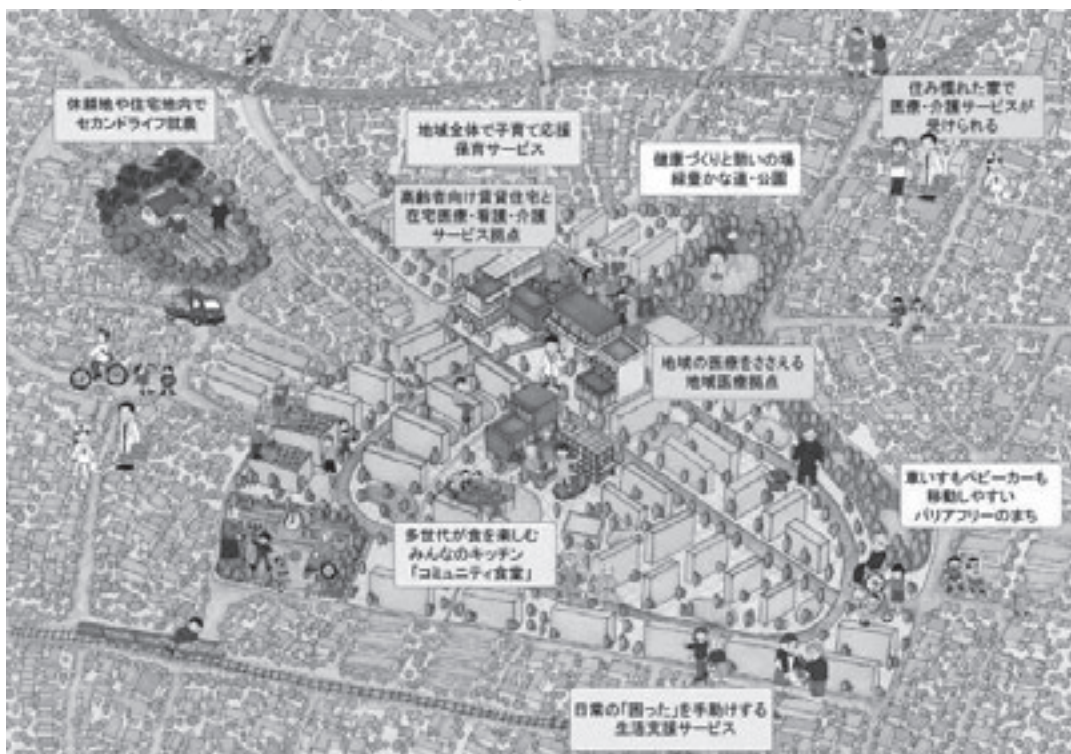 休耕地や住宅地内で
セカンドライフ就農
地域全体で子育て応援
保育サービス
高齢者向け賃貸住宅と
在宅医療・看護・介護
サービス拠点
健康づくりと憩いの場
緑豊かな道・公園
住み慣れた家で
医療・介護サービスが
受けられる
地域の医療をささえる
地域医療拠点
車いすもベビーカーも
移動しやすい
バリアフリーのまち
多世代が食を楽しむ
みんなのキッチン
「コミュニティ食堂」
日常の「困った」を手助けする
生活支援サービス